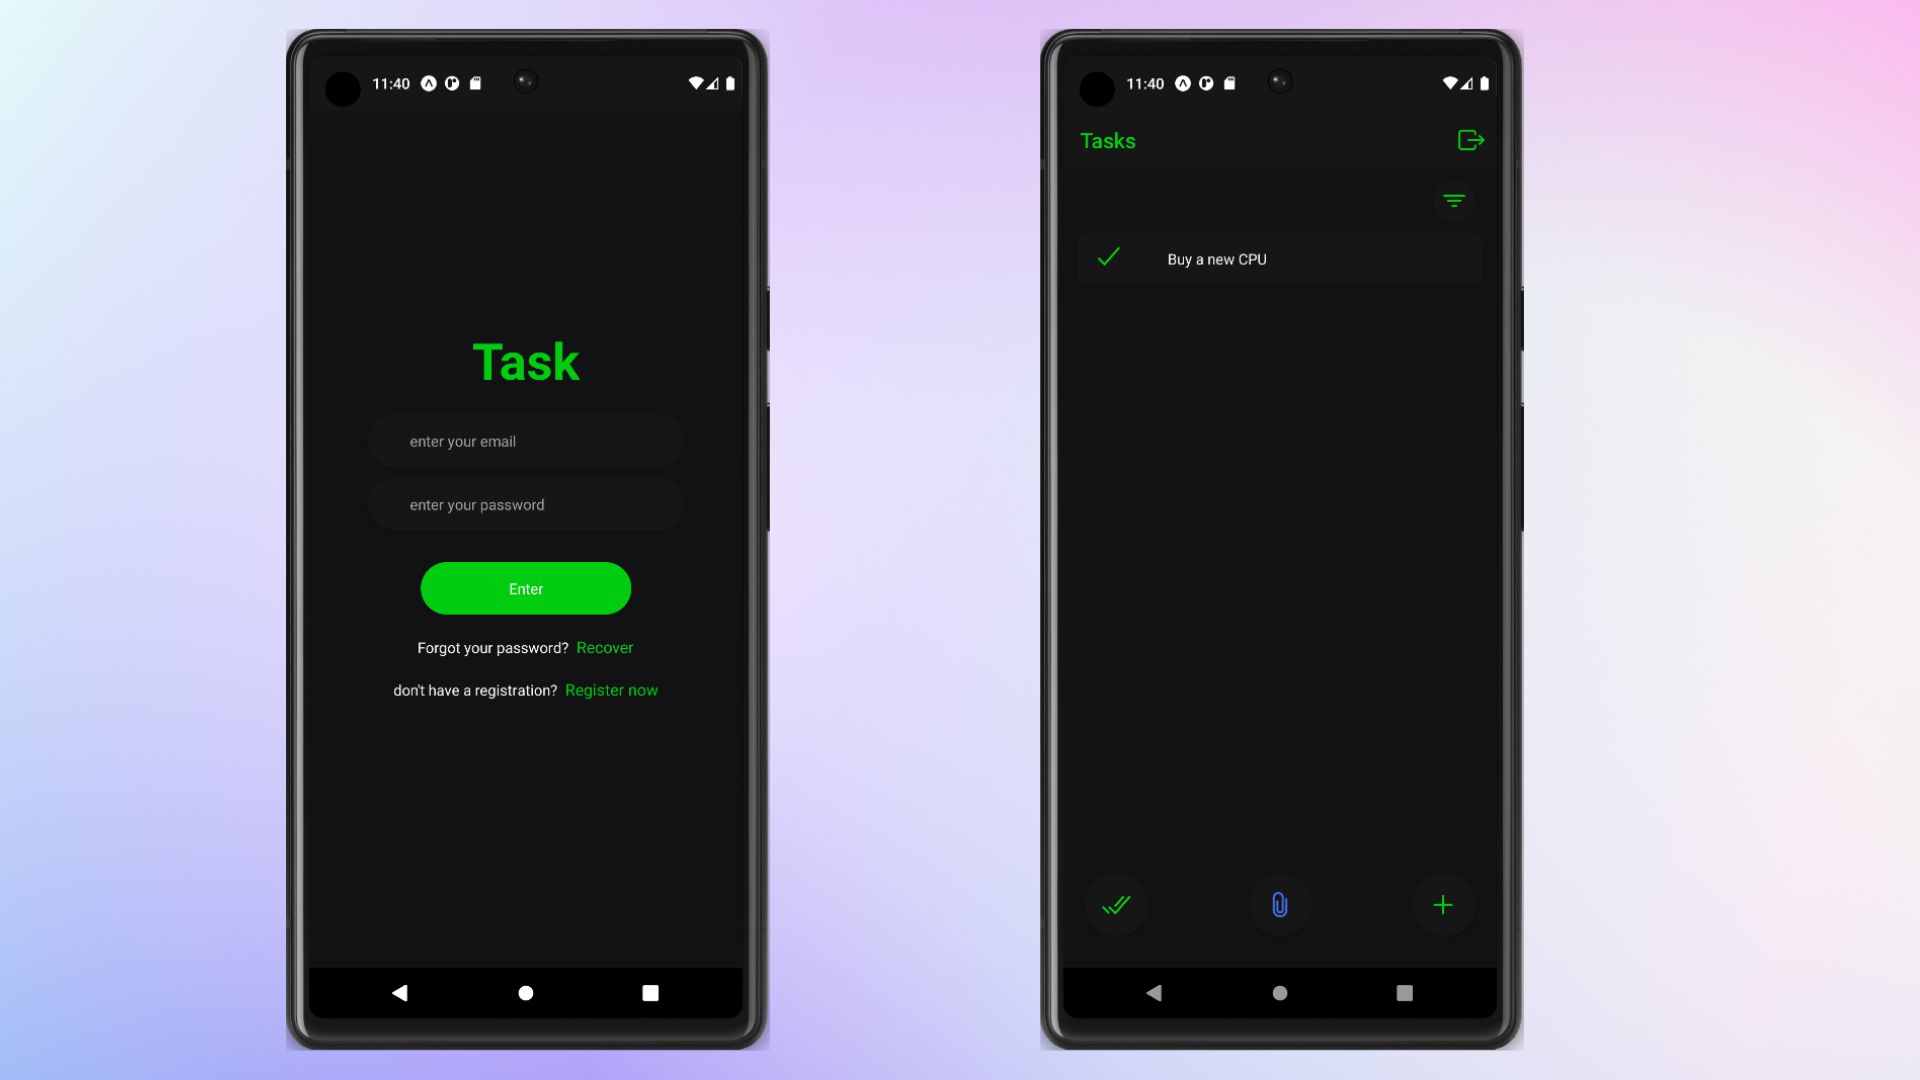 11:40
Task
enter your email
enter your password
Enter
Forgot your password? Recover
don't have a registration? Register now
11:40
Tasks
Buy a new CPU